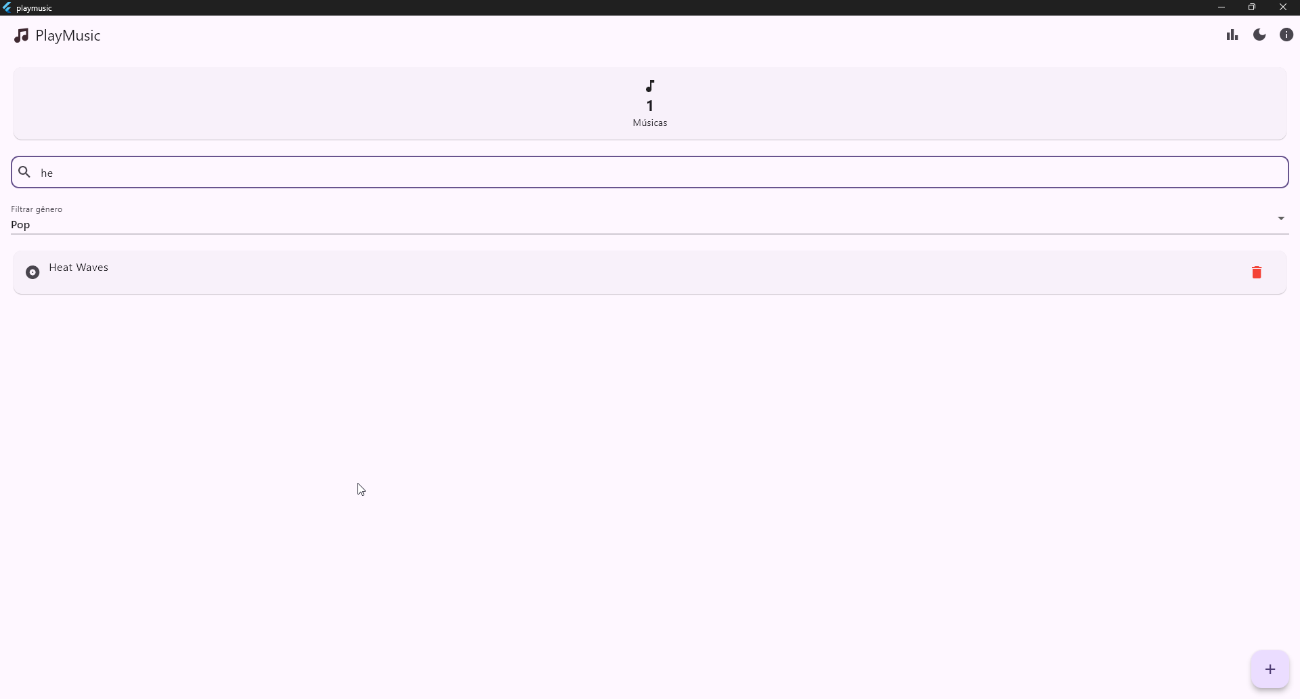 playmusic
PlayMusic
1
Músicas
he
Filtrar gênero
Pop
Heat Waves